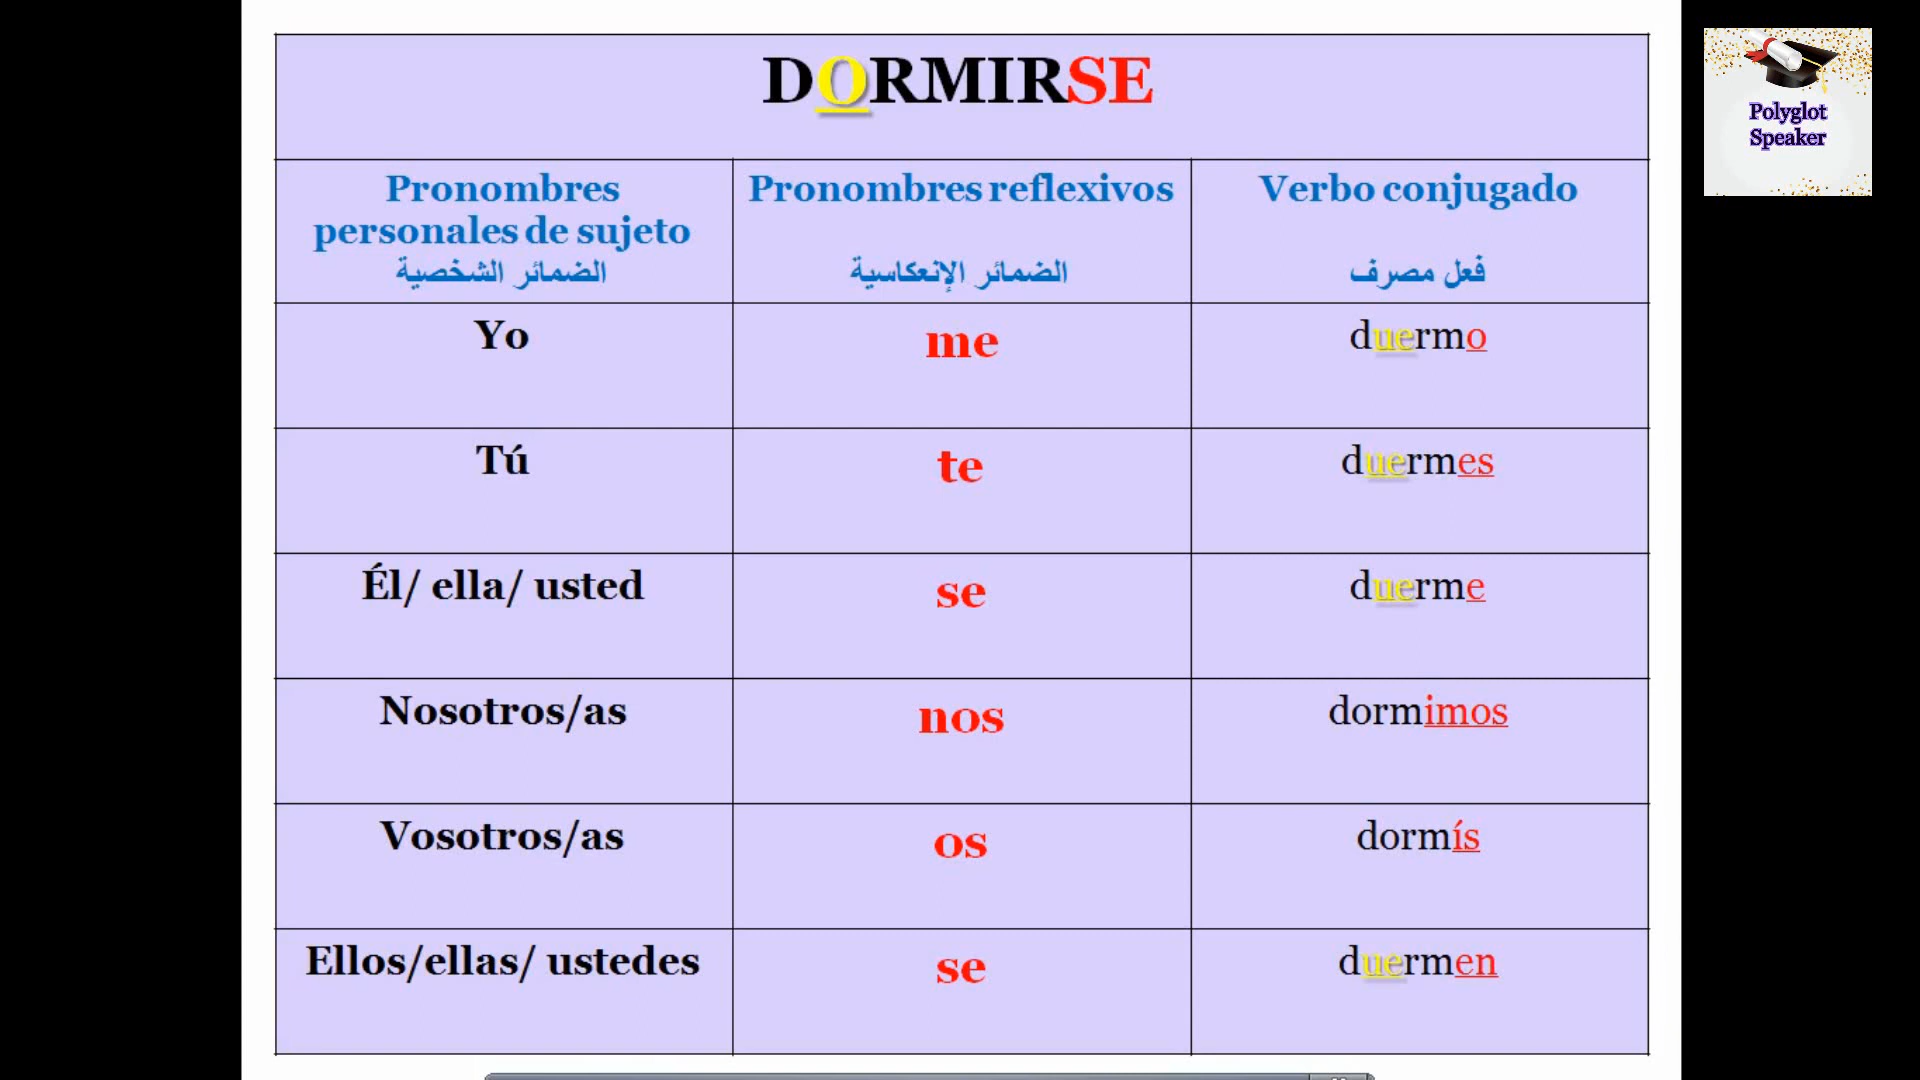 DORMIRSE
Polyglot
Speaker
Pronombres
personales de sujeto
الضمائر الشخصية
Pronombres reflexivos
الضمائر الإنعكاسية
Verbo conjugado
فعل مصرف
Yo
me
duermo
Tú
te
duermes
Él/ ella/ usted
se
duerme
Nosotros/as
nos
dormimos
Vosotros/as
os
dormís
Ellos/ellas/ ustedes
se
duermen